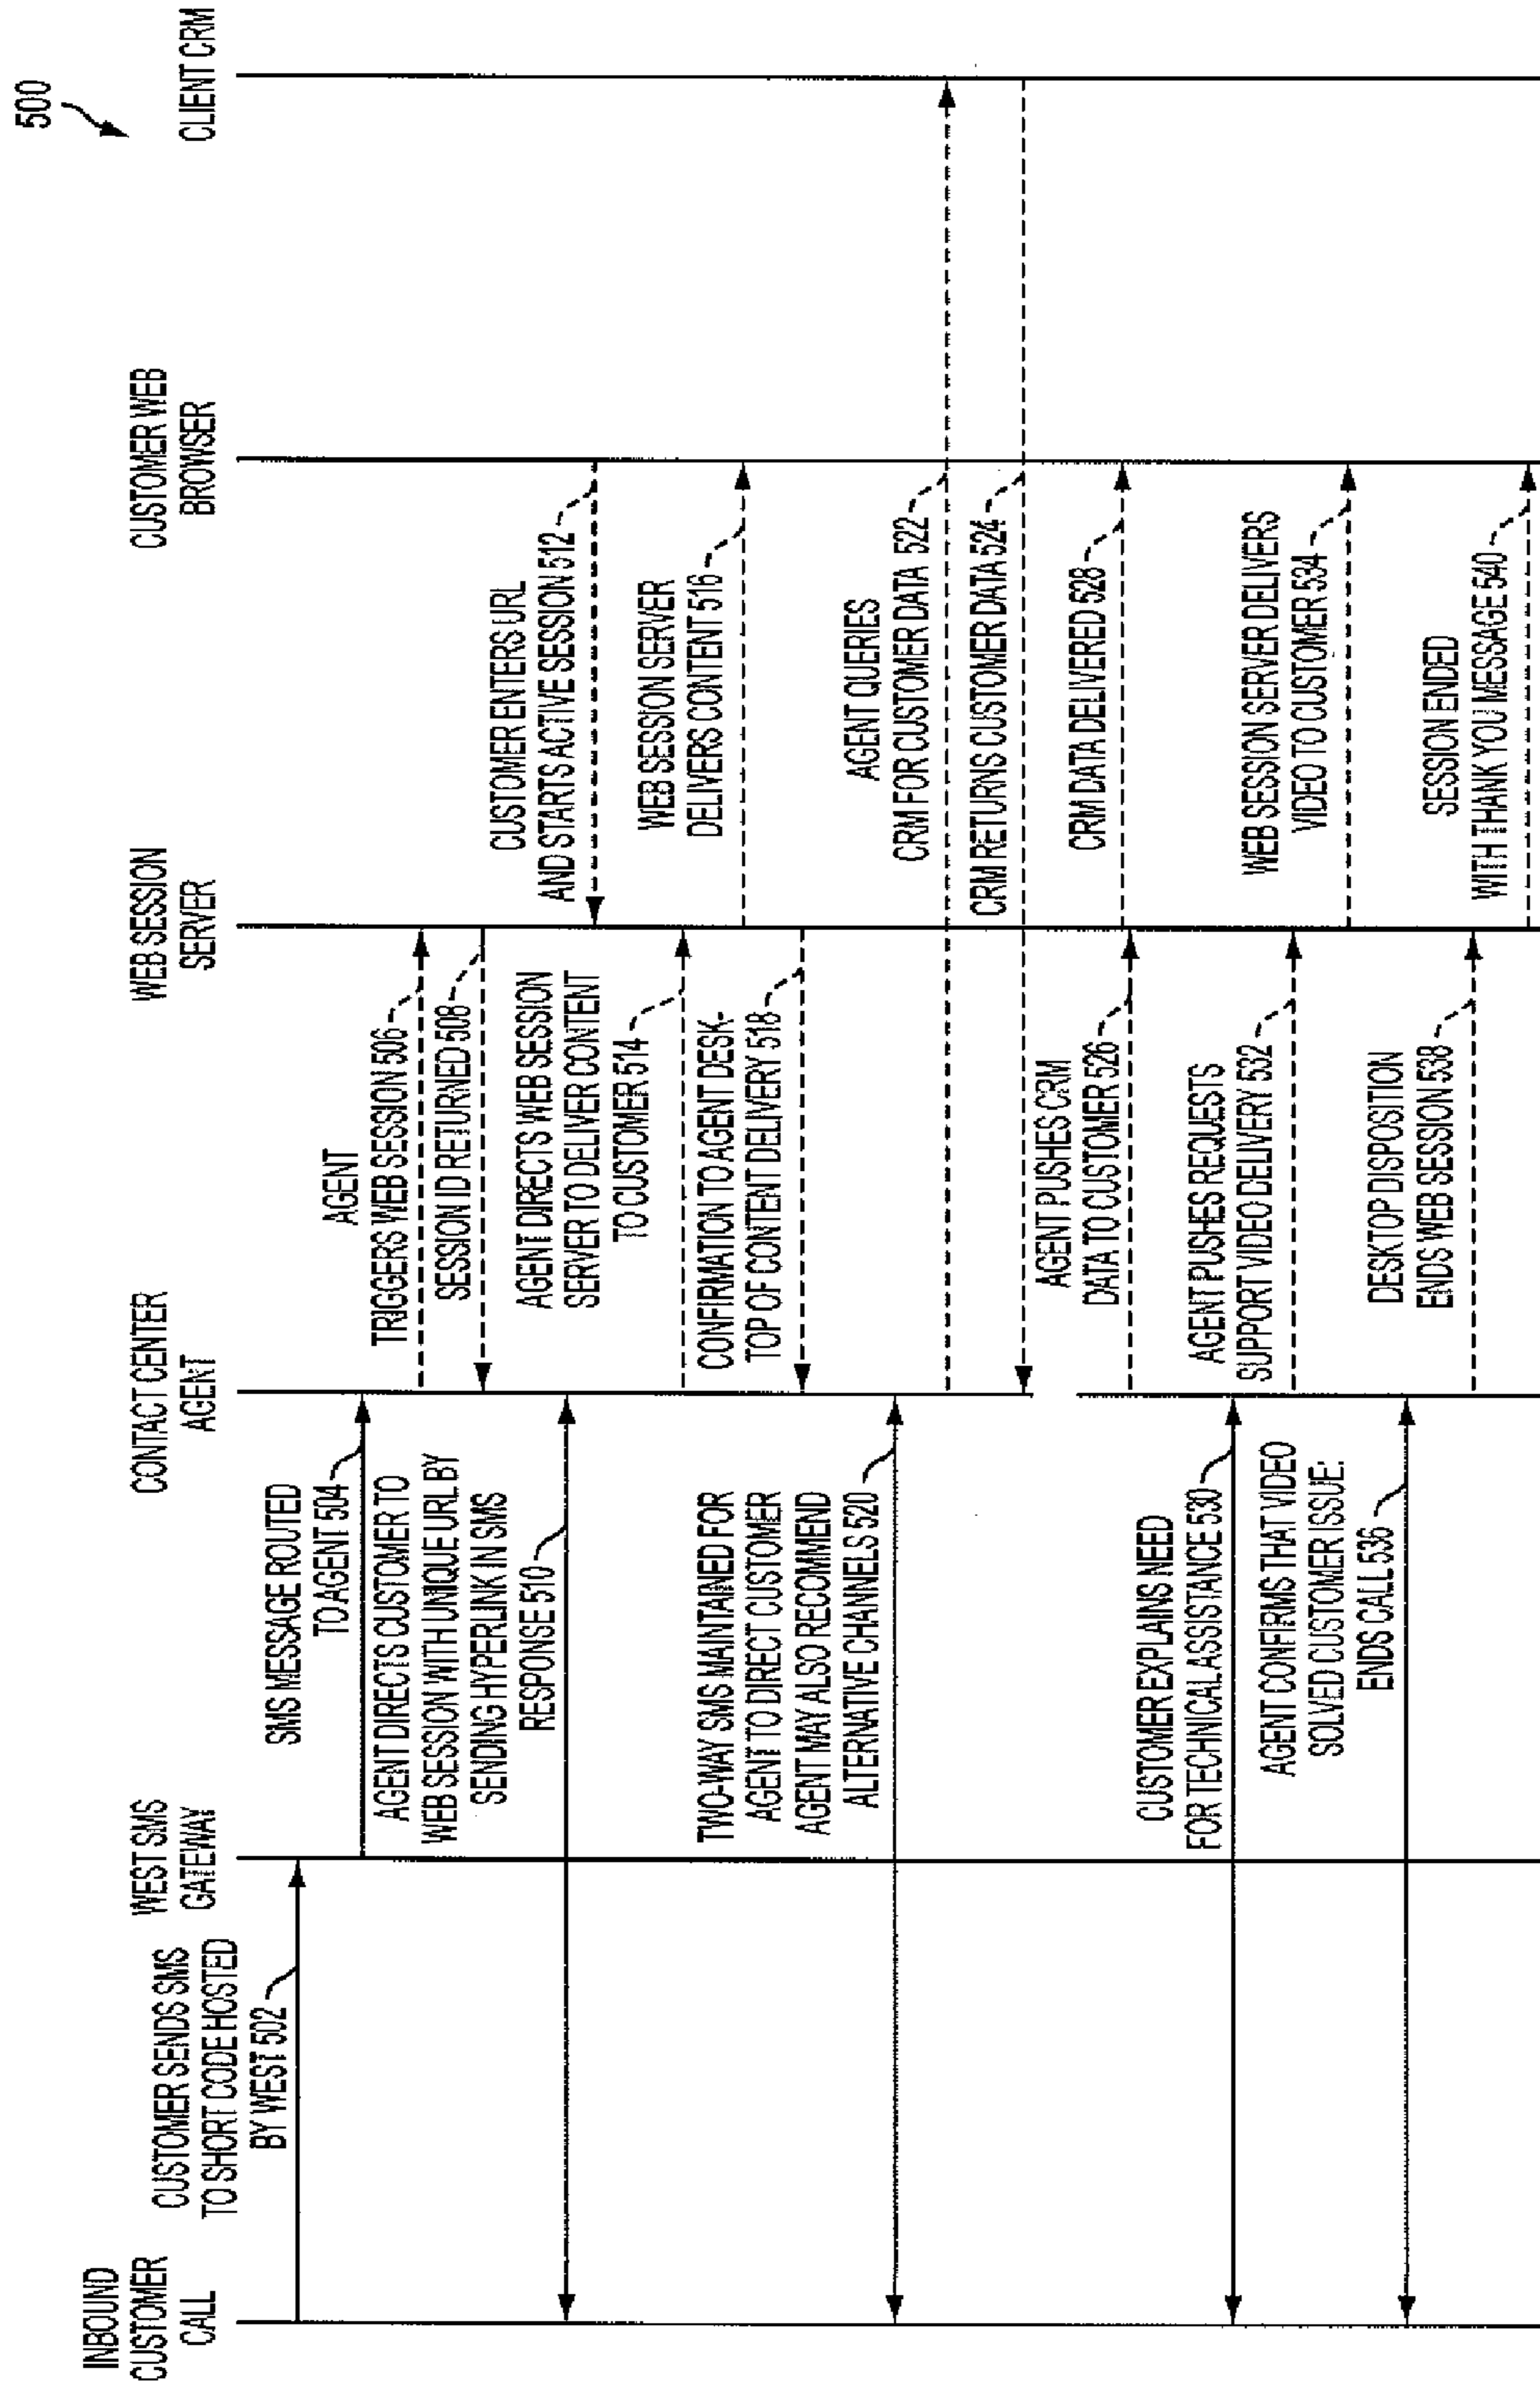 500
INBOUND
CUSTOMER
CALL
WEST SMS
GATEWAY
CONTACT CENTER
AGENT
WEB SESSION
SERVER
CUSTOMER WEB
BROWSER
CLIENT CRM
CUSTOMER SENDS SMS
TO SHORT CODE HOSTED
BY WEST 502
SMS MESSAGE ROUTED
TO AGENT 504
AGENT
TRIGGERS WEB SESSION 506
SESSION ID RETURNED 508
AGENT DIRECTS CUSTOMER TO
WEB SESSION WITH UNIQUE URL BY
SENDING HYPERLINK IN SMS
RESPONSE 510
CUSTOMER ENTERS URL
AND STARTS ACTIVE SESSION 512
AGENT DIRECTS WEB SESSION
SERVER TO DELIVER CONTENT
TO CUSTOMER 514
WEB SESSION SERVER
DELIVERS CONTENT 516
CONFIRMATION TO AGENT DESK-
TOP OF CONTENT DELIVERY 518
TWO-WAY SMS MAINTAINED FOR
AGENT TO DIRECT CUSTOMER
AGENT MAY ALSO RECOMMEND
ALTERNATIVE CHANNELS 520
AGENT QUERIES
CRM FOR CUSTOMER DATA 522
CRM RETURNS CUSTOMER DATA 524
AGENT PUSHES CRM
DATA TO CUSTOMER 526
CRM DATA DELIVERED 528
CUSTOMER EXPLAINS NEED
FOR TECHNICAL ASSISTANCE 530
AGENT PUSHES REQUESTS
SUPPORT VIDEO DELIVERY 532
WEB SESSION SERVER DELIVERS
VIDEO TO CUSTOMER 534
AGENT CONFIRMS THAT VIDEO
SOLVED CUSTOMER ISSUE:
ENDS CALL 536
DESKTOP DISPOSITION
ENDS WEB SESSION 538
SESSION ENDED
WITH THANK YOU MESSAGE 540